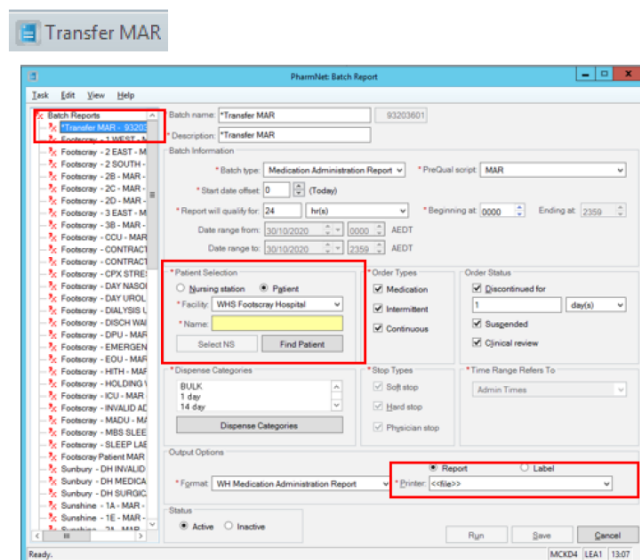 Transfer MAR
PharmNet: Batch Report
Task Edit View Help
Batch Reports
*Transfer MAR - 93203
Footscray - 1 WEST - M
Footscray - 2 EAST - M
Footscray - 2 SOUTH -
Footscray - 2B - MAR -
Footscray - 2C - MAR -
Footscray - 2D - MAR -
Footscray - 3 EAST - M
Footscray - 3B - MAR -
Footscray - CCU - MAR
Footscray - CONTRACT
Footscray - CONTRACT
Footscray - CPX STRE
Footscray - DAY NASO
Footscray - DAY UROL
Footscray - DIALYSIS U
Footscray - DISCH WAI
Footscray - DPU - MAR
Footscray - EMERGEN
Footscray - EOU - MAR
Footscray - HITH - MAR
Footscray - HOLDING
Footscray - ICU - MAR
Footscray - INVALID AD
Footscray - MADU - MA
Footscray - MBS SLEE
Footscray - SLEEP LAB
Footscray Patient MAR
Sunbury - DH INVALID
Sunbury - DH MEDICA
Sunbury - DH SURGIC
Sunshine - 1A - MAR -
Sunshine - 1E - MAR -
Sunshine - 2A - MAR
Batch name: *Transfer MAR 93203601
*Description: *Transfer MAR
Batch Information
*Batch type: Medication Administration Report *PreQual script: MAR
*Start date offset: 0 (Today)
*Report will qualify for: 24 hr(s) *Beginning at: 0000 Ending at: 2359
Date range from: 30/10/2020 0000 AEDT
Date range to: 30/10/2020 2359 AEDT
*Patient Selection
Nursing station Patient
*Facility: WHS Footscray Hospital
*Name:
Select NS Find Patient
*Order Types
Medication
Intermittent
Continuous
Order Status
Discontinued for
1 day(s)
Suspended
Clinical review
*Dispense Categories
BULK
1 day
14 day
Dispense Categories
*Stop Types
Soft stop
Hard stop
Physician stop
*Time Range Refers To
Admin Times
Output Options
Report Label
*Format: WH Medication Administration Report *Printer: <<file>>
Status
Active Inactive
Run Save Cancel
Ready. MCKD4 LEA1 13:07